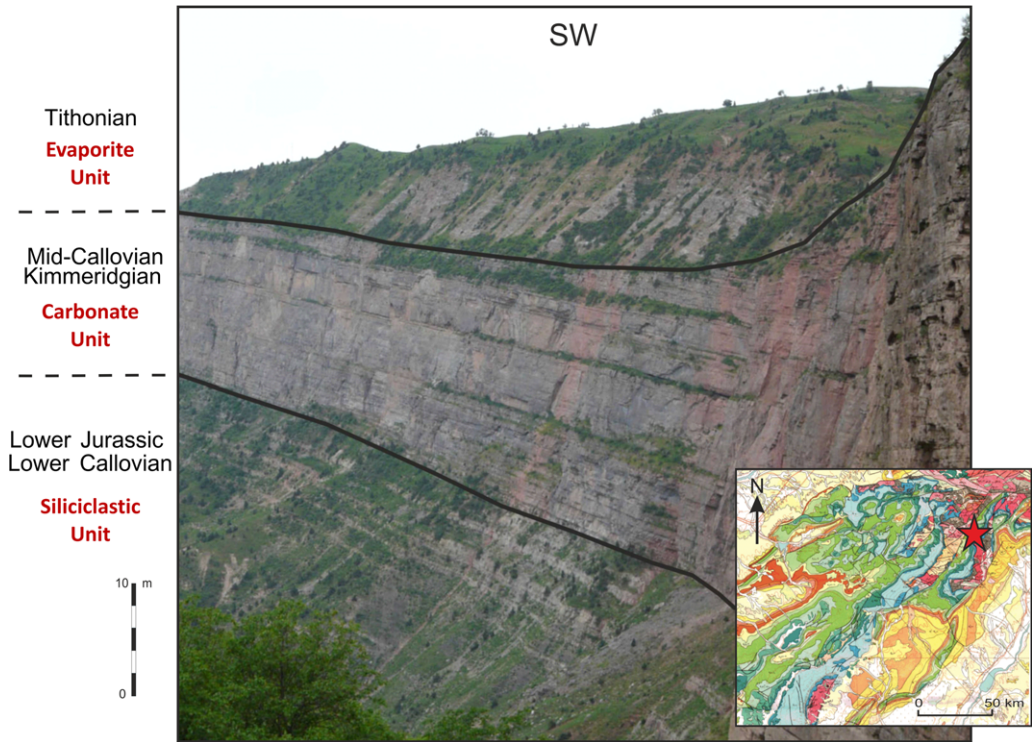 SW
Tithonian
Evaporite
Unit
Mid-Callovian
Kimmeridgian
Carbonate
Unit
Lower Jurassic
Lower Callovian
Siliciclastic
Unit
10 m
0
N
0 50 km